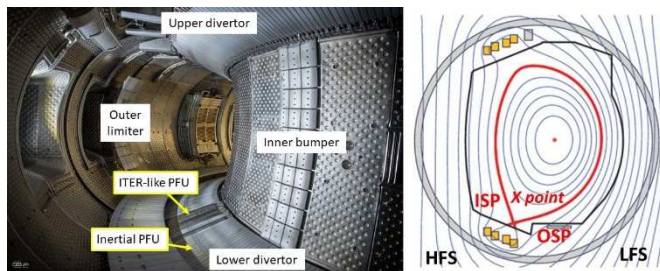 Upper divertor
Outer
limiter
Inner bumper
ITER-like PFU
Inertial PFU
Lower divertor
ISP
X point
OSP
HFS
LFS